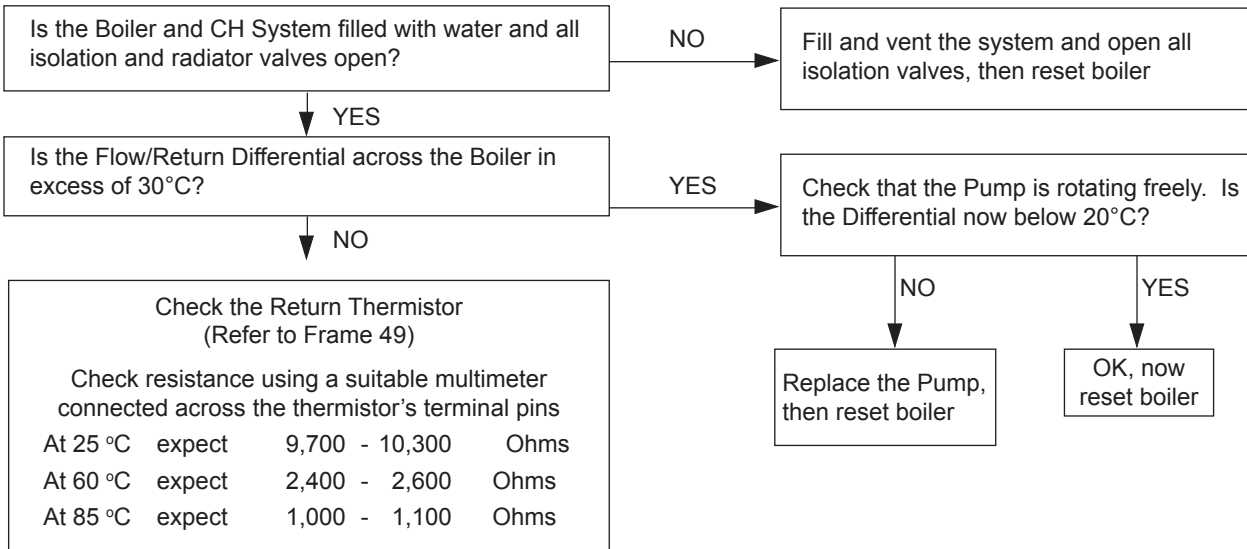 Is the Boiler and CH System filled with water and all
isolation and radiator valves open?
NO
Fill and vent the system and open all
isolation valves, then reset boiler
YES
Is the Flow/Return Differential across the Boiler in
excess of 30°C?
YES
Check that the Pump is rotating freely.  Is
the Differential now below 20°C?
NO
NO
YES
Check the Return Thermistor
(Refer to Frame 49)
Check resistance using a suitable multimeter
connected across the thermistor's terminal pins
At 25 °C expect 9,700 - 10,300 Ohms
At 60 °C expect 2,400 - 2,600 Ohms
At 85 °C expect 1,000 - 1,100 Ohms
Replace the Pump,
then reset boiler
OK, now
reset boiler